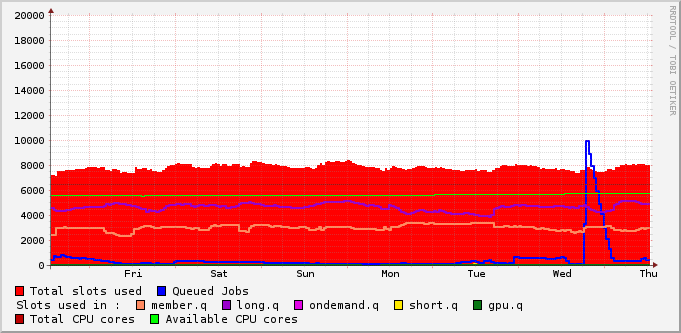 RRDTOOL / TOBI OETIKER
20000
18000
16000
14000
12000
10000
8000
6000
4000
2000
0
Fri Sat Sun Mon Tue Wed Thu
Total slots used Queued Jobs
Slots used in : member.q long.q ondemand.q short.q gpu.q
Total CPU cores Available CPU cores